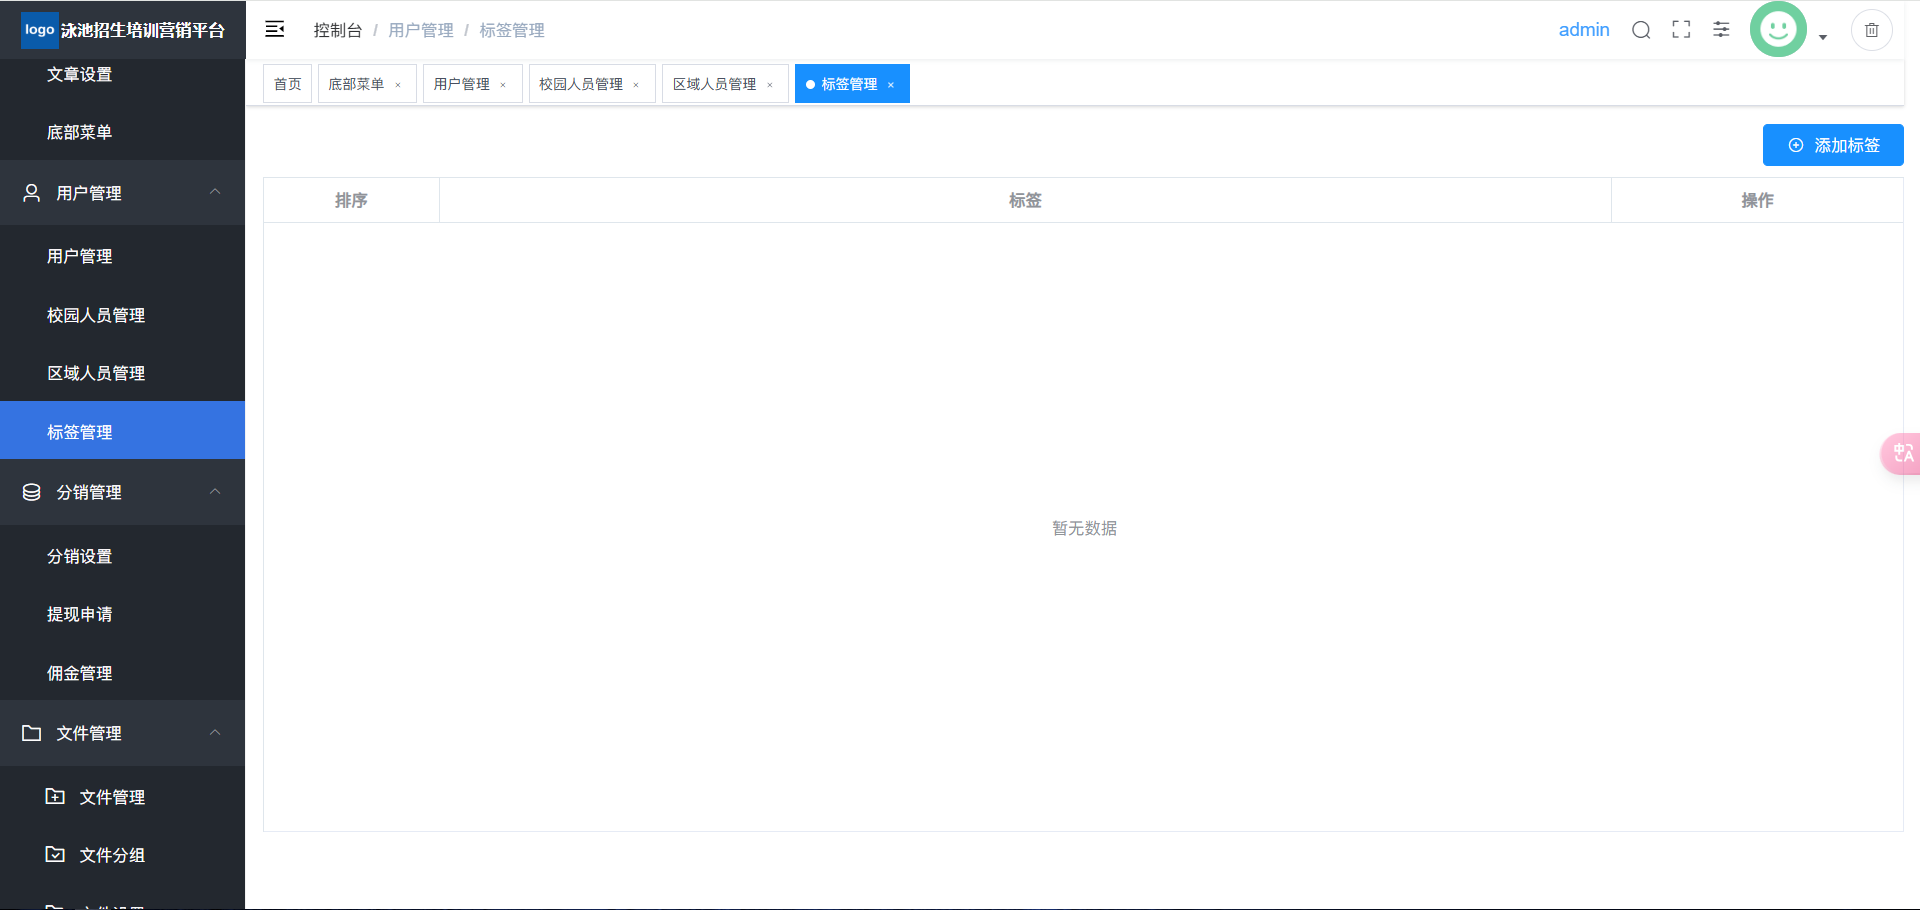 logo 泳池招生培训营销平台
控制台 / 用户管理 / 标签管理
admin
首页
底部菜单 ×
用户管理 ×
校园人员管理 ×
区域人员管理 ×
标签管理 ×
文章设置
底部菜单
用户管理
用户管理
校园人员管理
区域人员管理
标签管理
分销管理
分销设置
提现申请
佣金管理
文件管理
文件管理
文件分组
添加标签
排序 标签 操作
暂无数据
中A